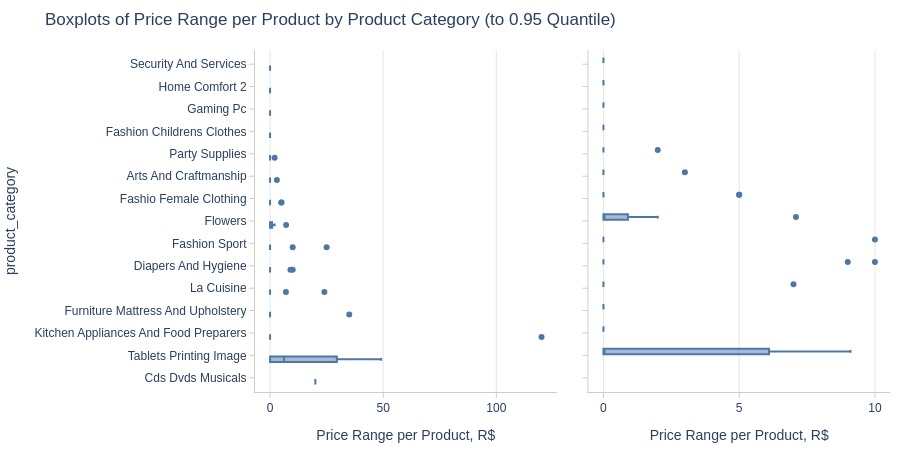 Boxplots of Price Range per Product by Product Category (to 0.95 Quantile)
product_category
Security And Services
Home Comfort 2
Gaming Pc
Fashion Childrens Clothes
Party Supplies
Arts And Craftmanship
Fashio Female Clothing
Flowers
Fashion Sport
Diapers And Hygiene
La Cuisine
Furniture Mattress And Upholstery
Kitchen Appliances And Food Preparers
Tablets Printing Image
Cds Dvds Musicals
0 50 100
0 5 10
Price Range per Product, R$
Price Range per Product, R$